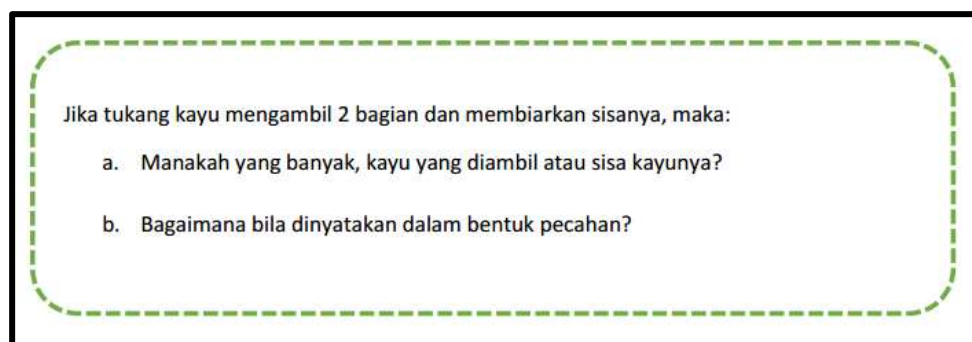 Jika tukang kayu mengambil 2 bagian dan membiarkan sisanya, maka:
a. Manakah yang banyak, kayu yang diambil atau sisa kayunya?
b. Bagaimana bila dinyatakan dalam bentuk pecahan?